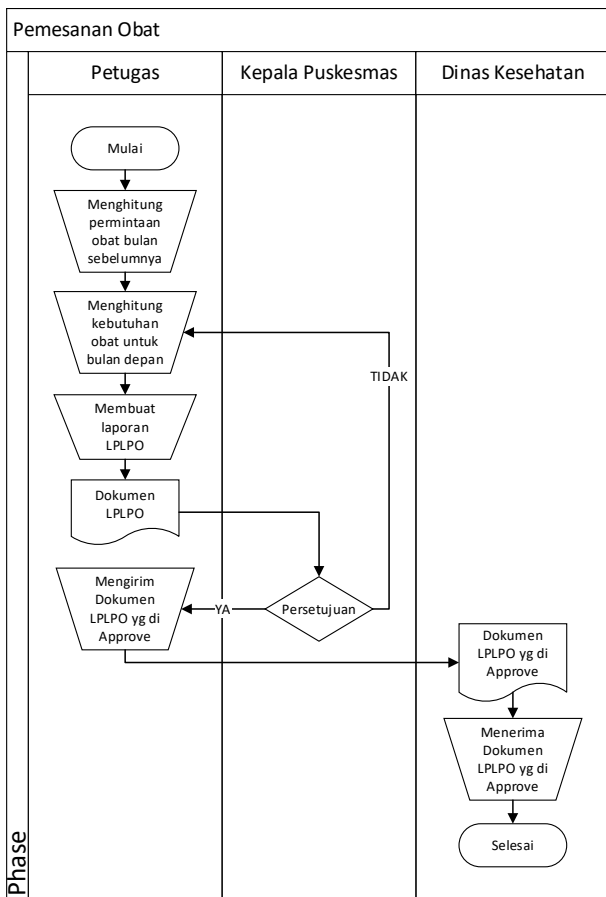 Pemesanan Obat
Petugas
Kepala Puskesmas
Dinas Kesehatan
Mulai
Menghitung
permintaan
obat bulan
sebelumnya
Menghitung
kebutuhan
obat untuk
bulan depan
TIDAK
Membuat
laporan
LPLPO
Dokumen
LPLPO
Mengirim
Dokumen
LPLPO yg di
Approve
YA
Persetujuan
Dokumen
LPLPO yg di
Approve
Menerima
Dokumen
LPLPO yg di
Approve
Selesai
Phase